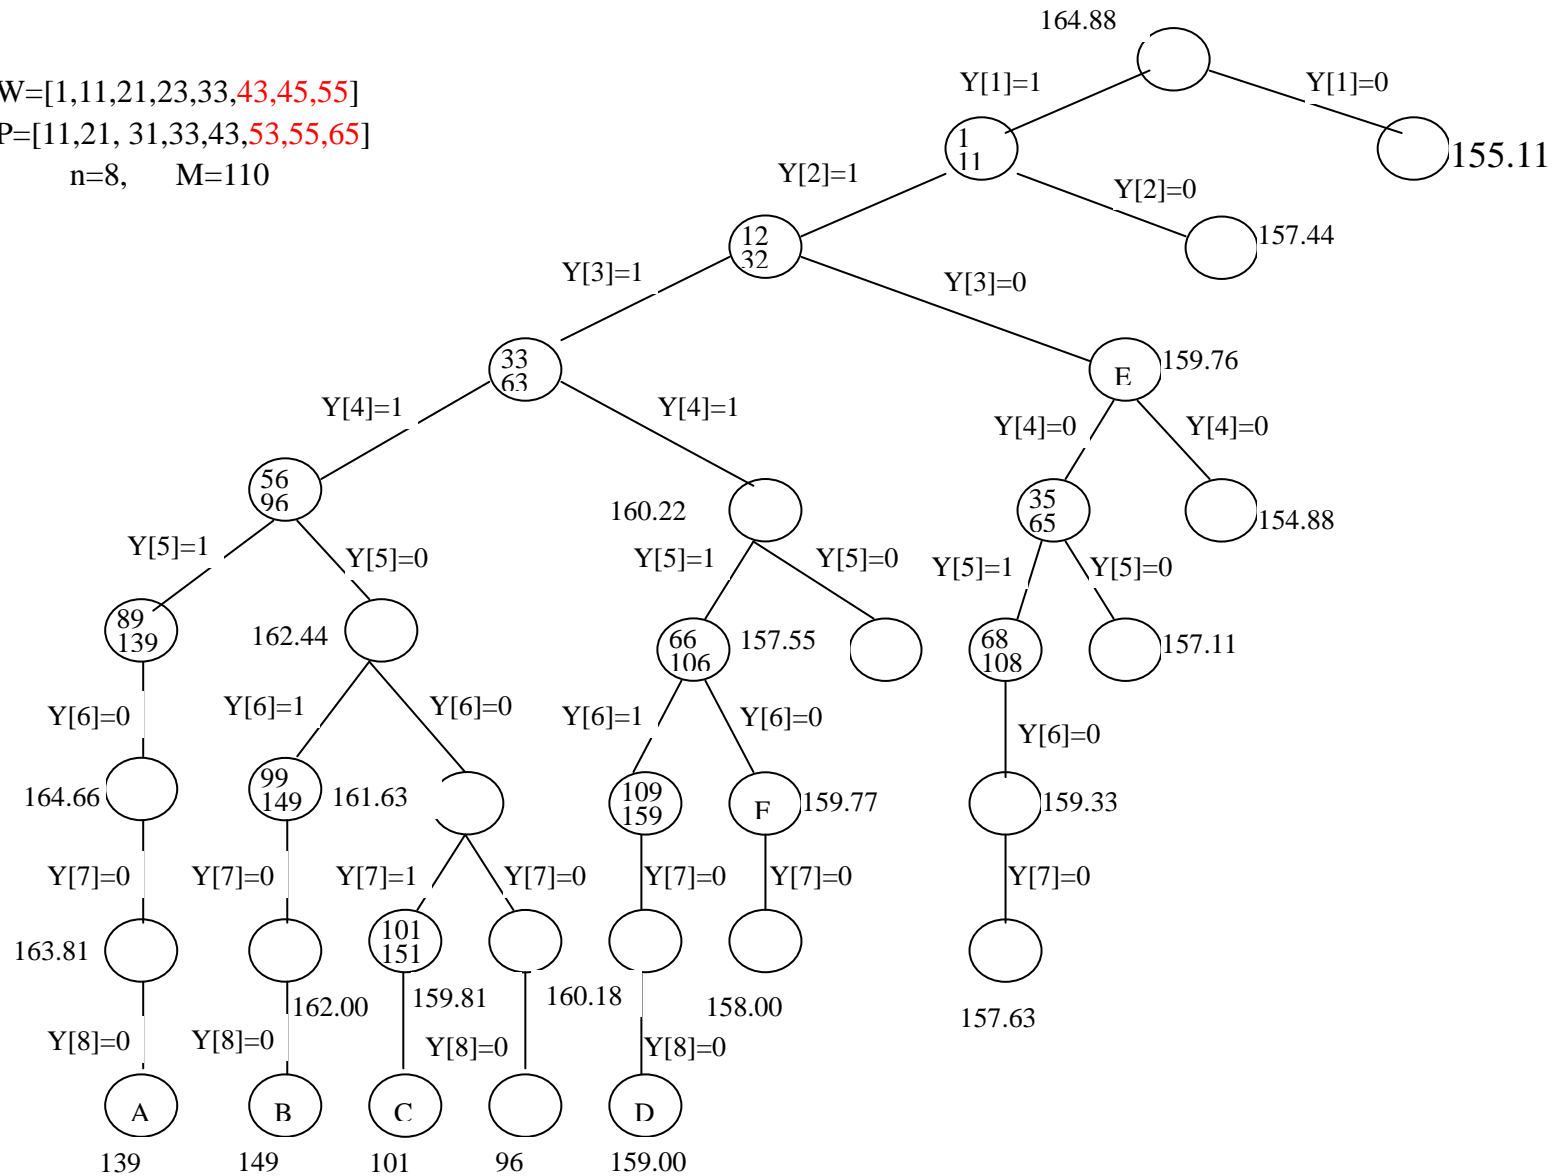 164.88
W=[1,11,21,23,33,43,45,55]
P=[11,21, 31,33,43,53,55,65]
n=8, M=110
Y[1]=1 Y[1]=0
1
11
155.11
Y[2]=1 Y[2]=0
12
32
157.44
Y[3]=1 Y[3]=0
33
63
E 159.76
Y[4]=1 Y[4]=1 Y[4]=0 Y[4]=0
56
96
160.22
35
65
154.88
Y[5]=1 Y[5]=0 Y[5]=1 Y[5]=0 Y[5]=1 Y[5]=0
89
139
162.44
66
106
157.55
68
108
157.11
Y[6]=0 Y[6]=1 Y[6]=0 Y[6]=1 Y[6]=0 Y[6]=0
164.66
99
149
161.63
109
159
F 159.77
159.33
Y[7]=0 Y[7]=0 Y[7]=1 Y[7]=0 Y[7]=0 Y[7]=0 Y[7]=0
163.81
101
151
162.00 159.81 160.18 158.00 157.63
Y[8]=0 Y[8]=0 Y[8]=0 Y[8]=0
A B C D
139 149 101 96 159.00